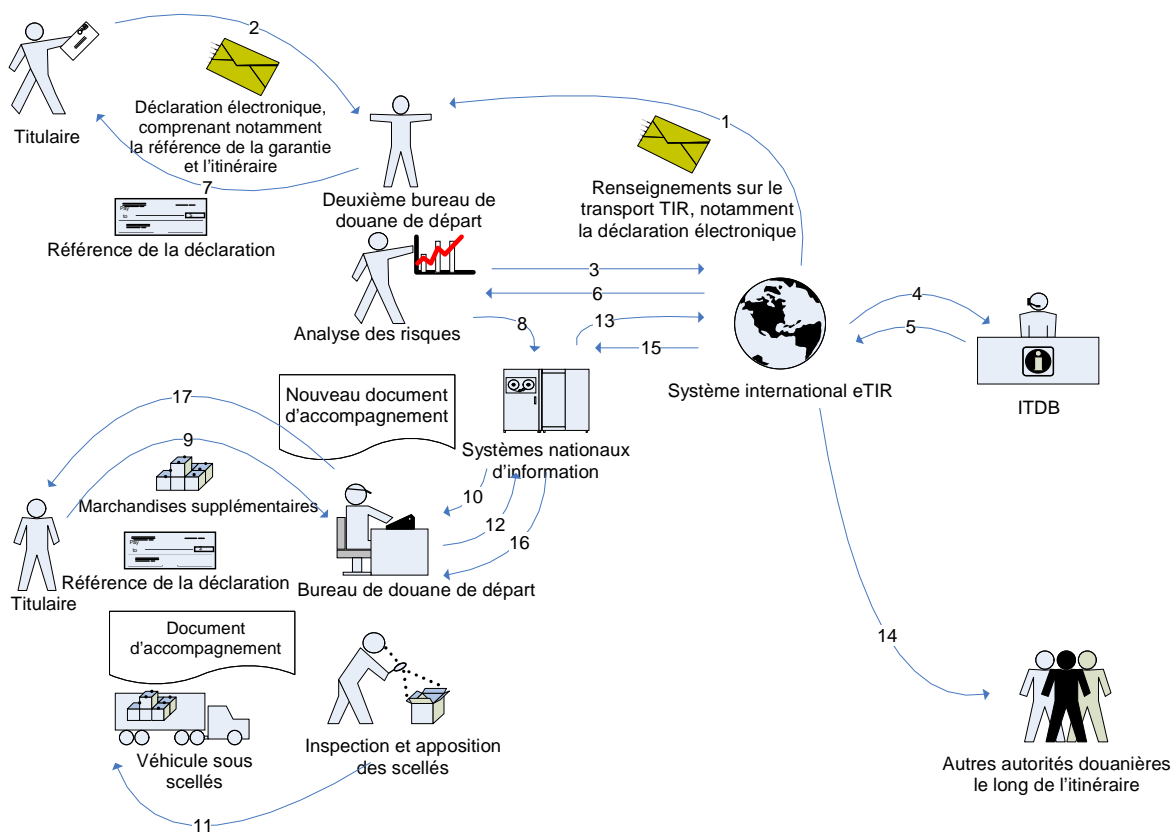 2
1
Titulaire
Déclaration électronique,
comprenant notamment
la référence de la garantie
et l'itinéraire
Renseignements sur le
transport TIR, notamment
la déclaration électronique
7
Pay
to
Deuxième bureau de
douane de départ
Référence de la déclaration
3
6
4
5
Analyse des risques
8
13
15
Système international eTIR
ITDB
Nouveau document
d'accompagnement
17
9
Systèmes nationaux
d'information
Marchandises supplémentaires
10
12
16
Pay
to
Référence de la déclaration
Titulaire
Bureau de douane de départ
Document
d'accompagnement
14
Véhicule sous
scellés
Inspection et apposition
des scellés
Autres autorités douanières
le long de l'itinéraire
11